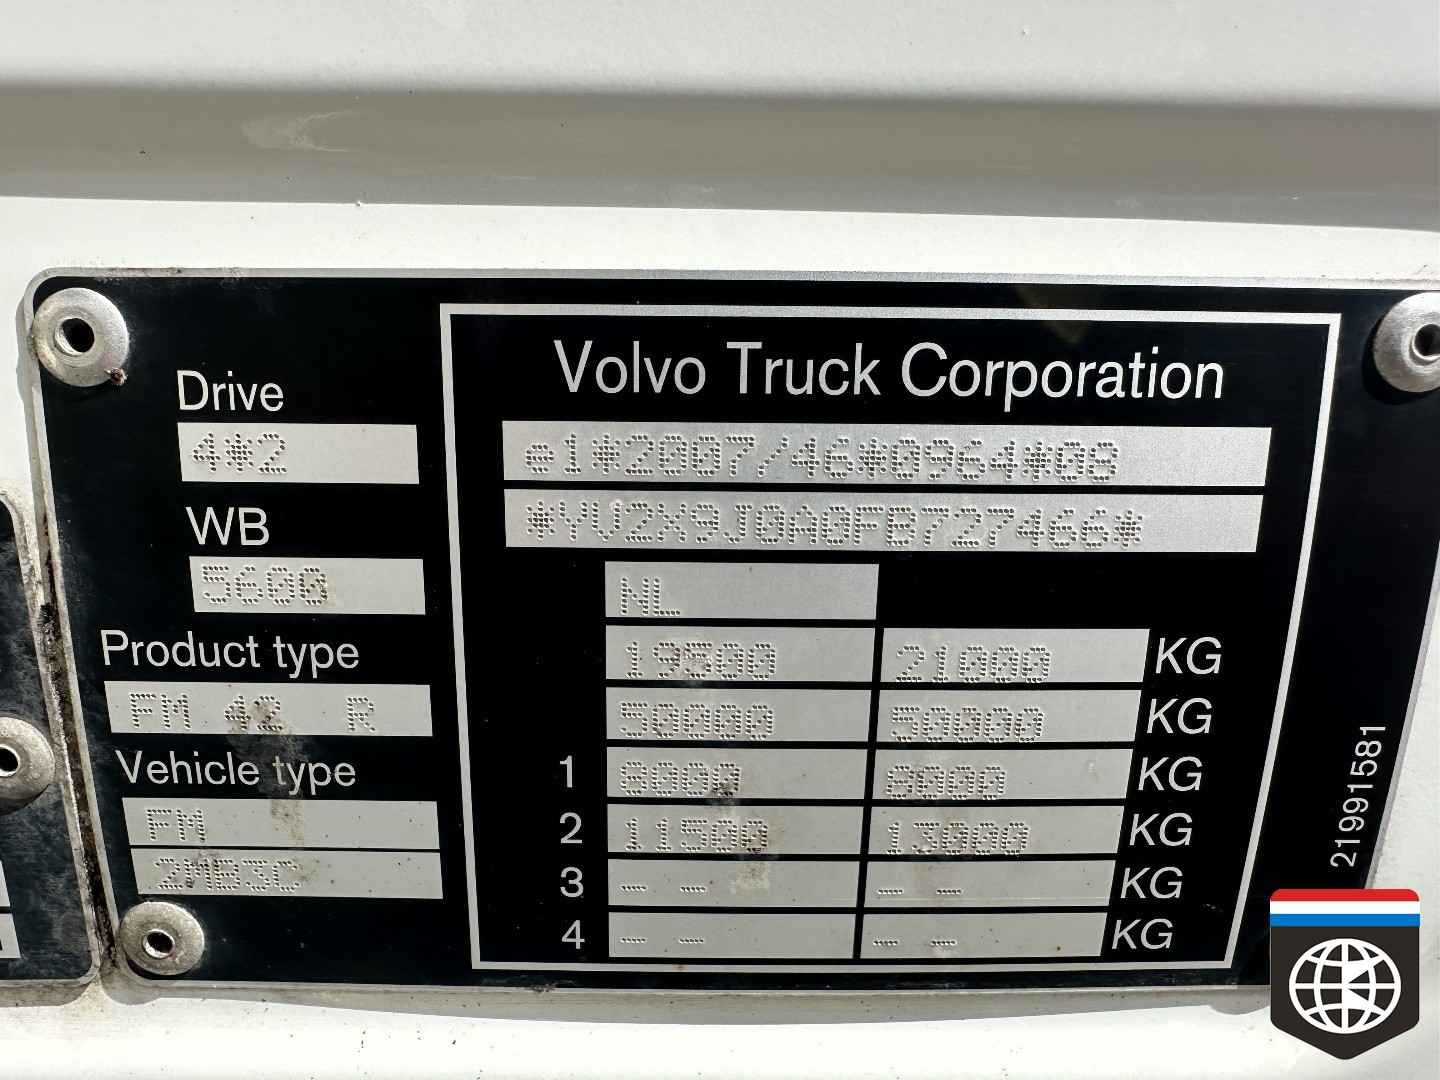 Volvo Truck Corporation
Drive
4*2
WB
5600
Product type
FM 42 R
Vehicle type
FM
2MB3C
e1*2007/46*0964*08
*YV2X9J0A0FB727466*
NL
19500 21000 KG
50000 50000 KG
1 8000 8000 KG
2 11500 13000 KG
3 -- -- KG
4 -- -- KG
21991581